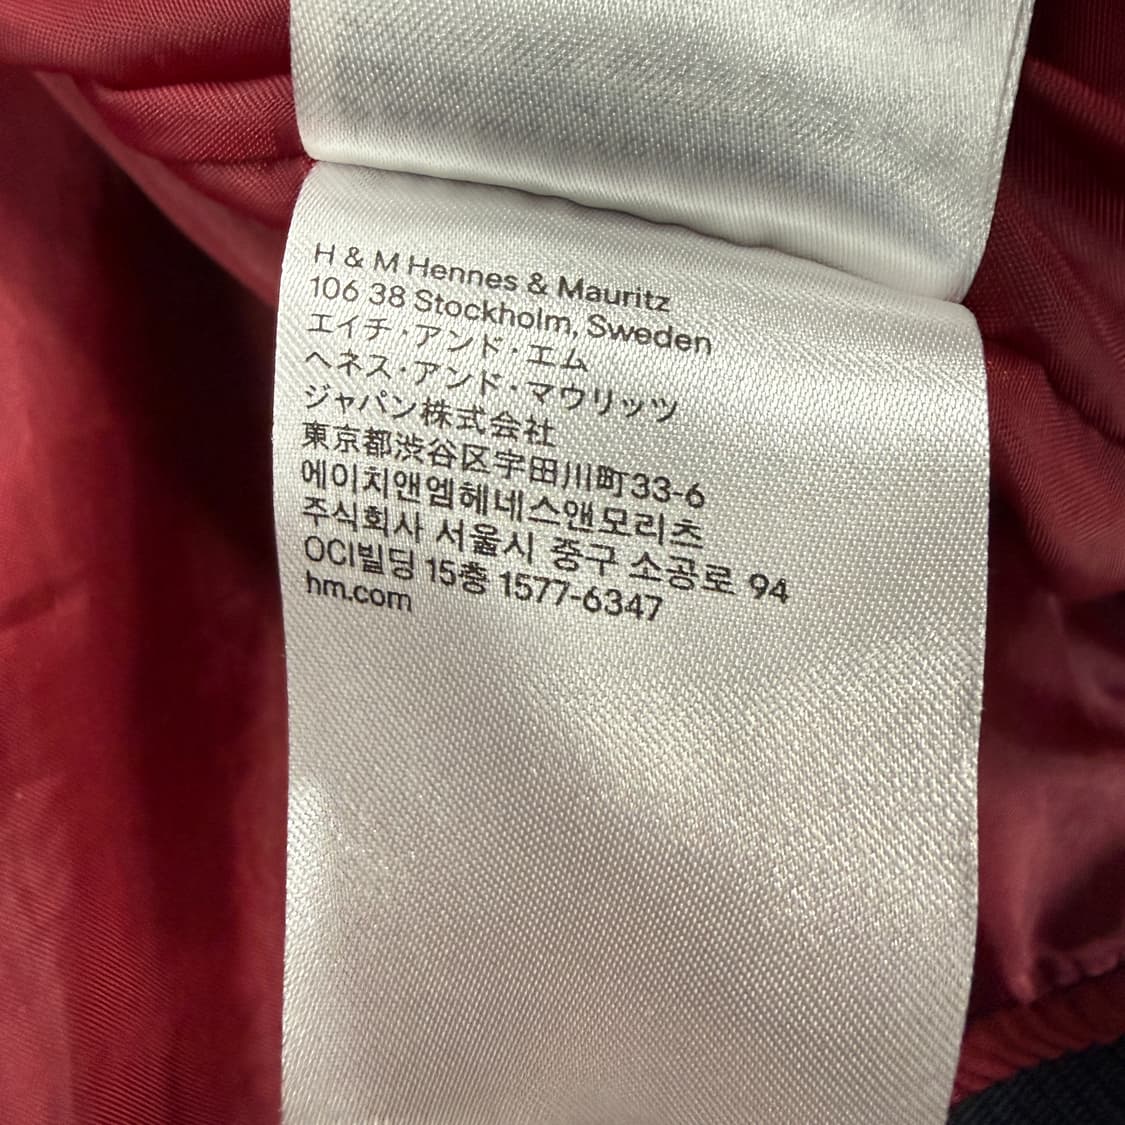 H & M Hennes & Mauritz
106 38 Stockholm, Sweden
エイチ・アンド・エム
ヘネス・アンド・マウリッツ
ジャパン株式会社
東京都渋谷区宇田川町33-6
에이치앤엠헤네스앤모리츠
주식회사 서울시 중구 소공로 94
OCI빌딩 15층 1577-6347
hm.com